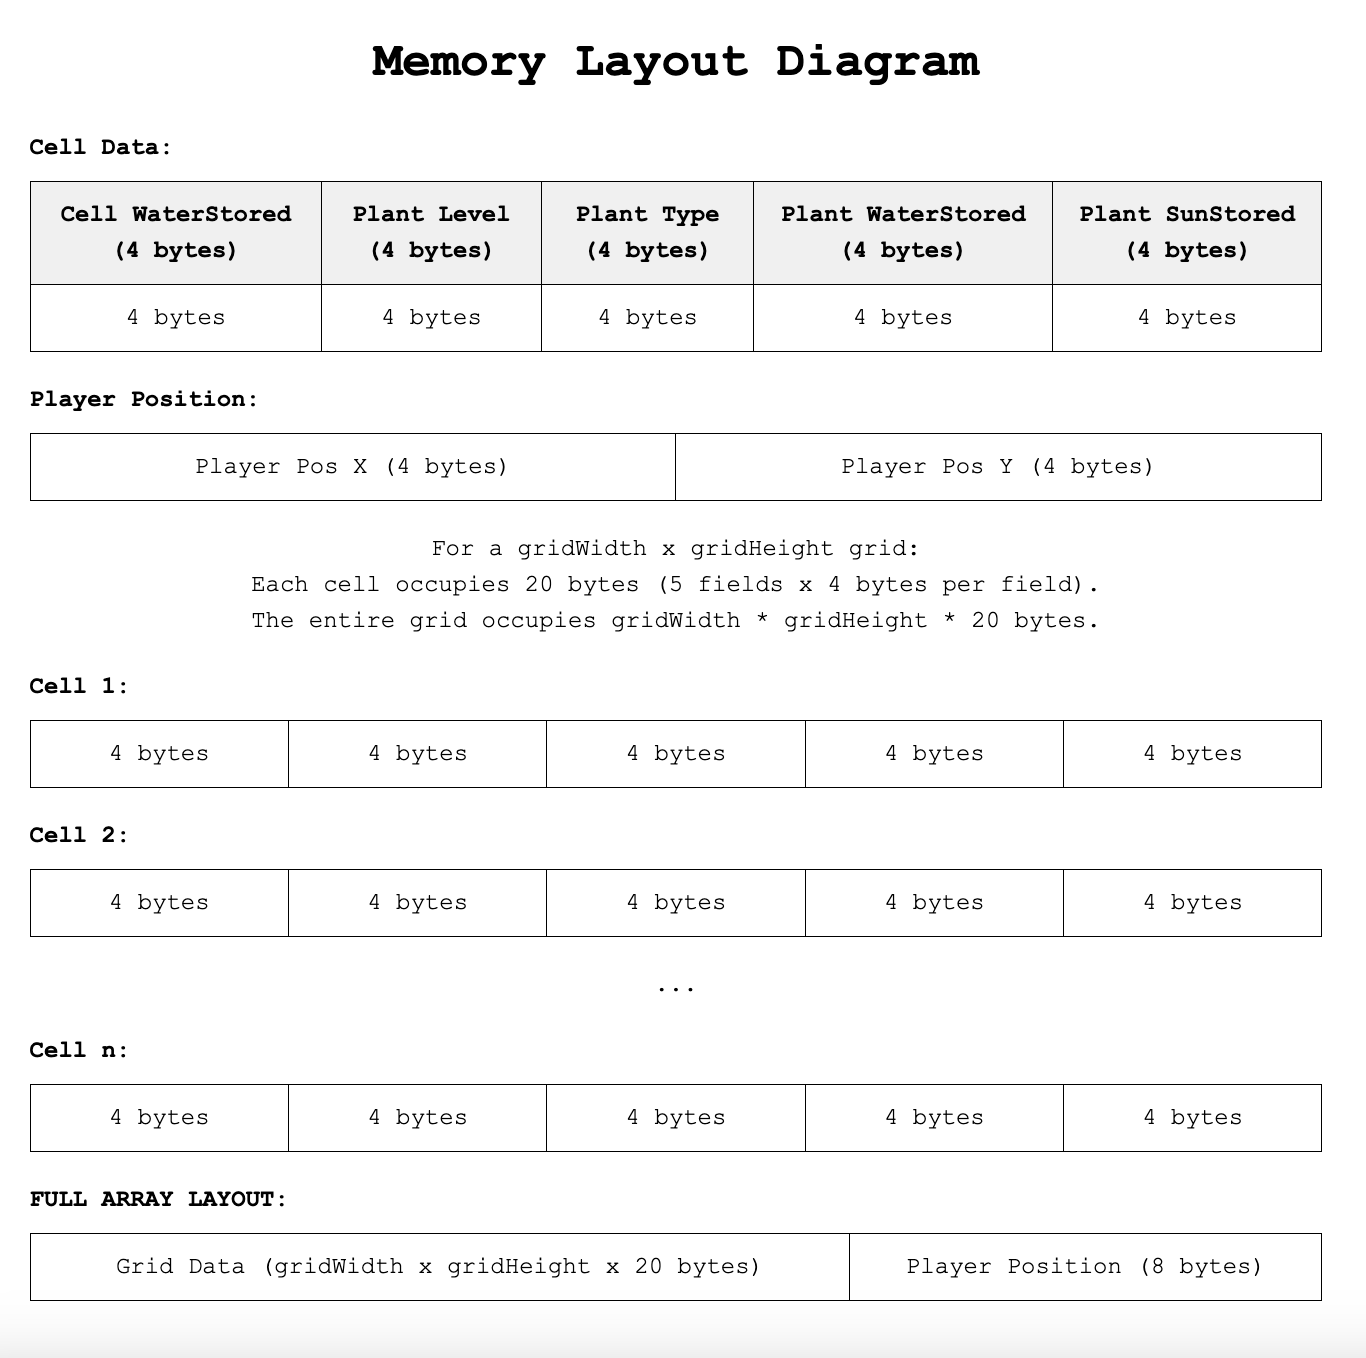 Memory Layout Diagram
Cell Data:
Cell WaterStored (4 bytes) Plant Level (4 bytes) Plant Type (4 bytes) Plant WaterStored (4 bytes) Plant SunStored (4 bytes)
4 bytes 4 bytes 4 bytes 4 bytes 4 bytes
Player Position:
Player Pos X (4 bytes) Player Pos Y (4 bytes)
For a gridWidth x gridHeight grid:
Each cell occupies 20 bytes (5 fields x 4 bytes per field).
The entire grid occupies gridWidth * gridHeight * 20 bytes.
Cell 1:
4 bytes 4 bytes 4 bytes 4 bytes 4 bytes
Cell 2:
4 bytes 4 bytes 4 bytes 4 bytes 4 bytes
...
Cell n:
4 bytes 4 bytes 4 bytes 4 bytes 4 bytes
FULL ARRAY LAYOUT:
Grid Data (gridWidth x gridHeight x 20 bytes) Player Position (8 bytes)